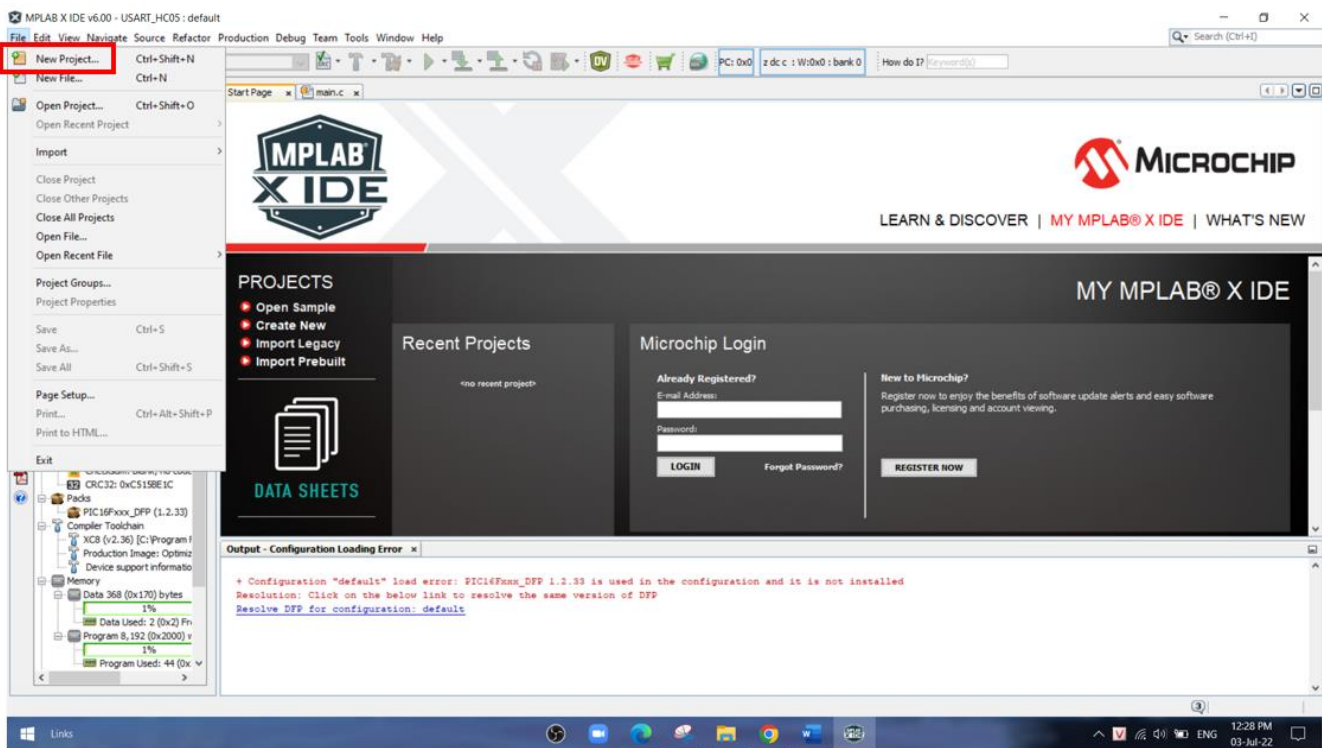 MPLAB X IDE v6.00 - USART_HC05 : default
File Edit View Navigate Source Refactor Production Debug Team Tools Window Help
Search (Ctrl+I)
New Project... Ctrl+Shift+N
New File... Ctrl+N
Open Project... Ctrl+Shift+O
Open Recent Project
Import
Close Project
Close Other Projects
Close All Projects
Open File...
Open Recent File
Project Groups...
Project Properties
Save Ctrl+S
Save As...
Save All Ctrl+Shift+S
Page Setup...
Print... Ctrl+Alt+Shift+P
Print to HTML...
Exit
DV
PC: 0x0 z dc c : W:0x0 : bank 0 How do I? Keyword(s)
Start Page main.c
MPLAB
X IDE
MICROCHIP
LEARN & DISCOVER | MY MPLAB® X IDE | WHAT'S NEW
PROJECTS
Open Sample
Create New
Import Legacy
Import Prebuilt
DATA SHEETS
MY MPLAB® X IDE
Recent Projects
<no recent project>
Microchip Login
Already Registered?
E-mail Address:
Password:
LOGIN Forgot Password?
New to Microchip?
Register now to enjoy the benefits of software update alerts and easy software
purchasing, licensing and account viewing.
REGISTER NOW
CRC32: 0xC515BE1C
Packs
PIC16Fxxx_DFP (1.2.33)
Compiler Toolchain
XC8 (v2.36) [C:\Program F
Production Image: Optimiz
Device support informatio
Memory
Data 368 (0x170) bytes
1%
Data Used: 2 (0x2) Fr
Program 8,192 (0x2000) w
1%
Program Used: 44 (0x
Output - Configuration Loading Error
+ Configuration "default" load error: PIC16Fxxx_DFP 1.2.33 is used in the configuration and it is not installed
Resolution: Click on the below link to resolve the same version of DFP
Resolve DFP for configuration: default
3
Links
ENG
12:28 PM
03-Jul-22